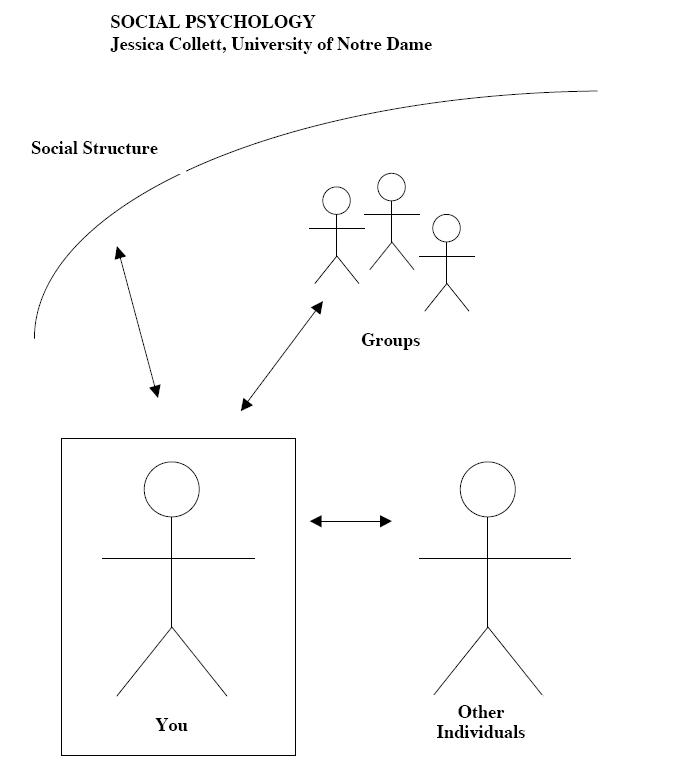 SOCIAL PSYCHOLOGY
Jessica Collett, University of Notre Dame
Social Structure
Groups
You
Other
Individuals